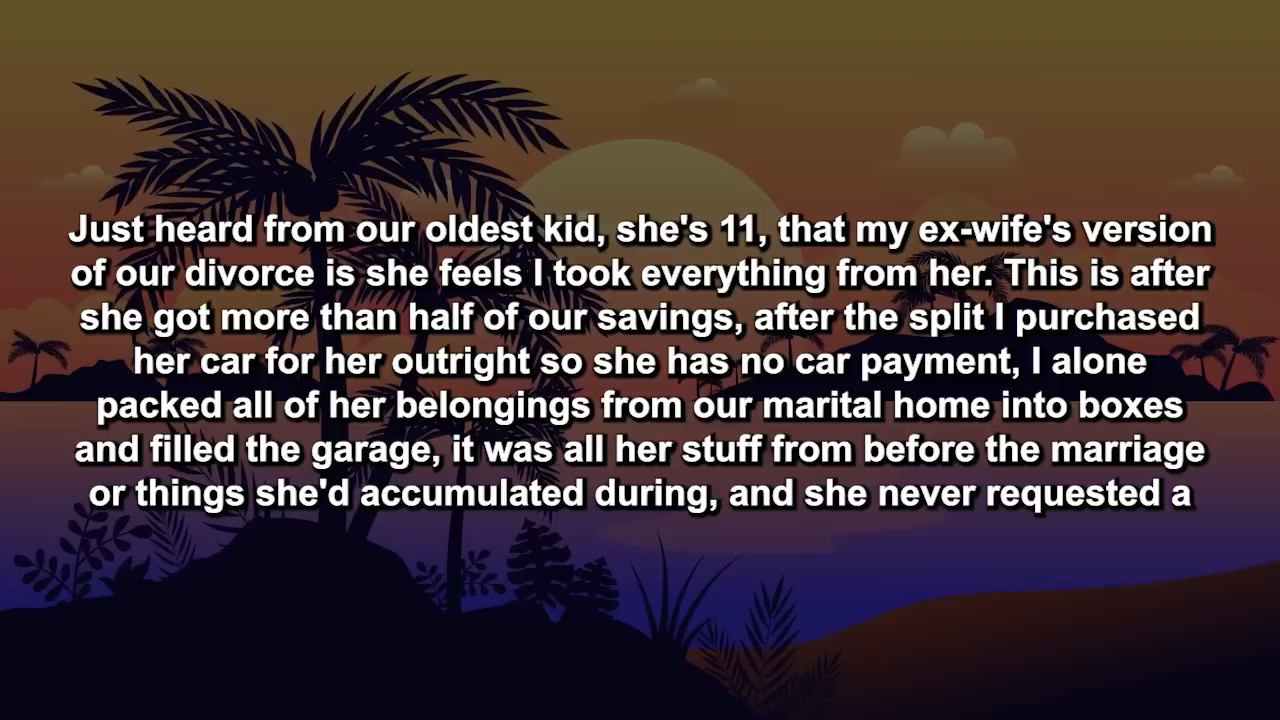 Just heard from our oldest kid, she's 11, that my ex-wife's version
of our divorce is she feels I took everything from her. This is after
she got more than half of our savings, after the split I purchased
her car for her outright so she has no car payment, I alone
packed all of her belongings from our marital home into boxes
and filled the garage, it was all her stuff from before the marriage
or things she'd accumulated during, and she never requested a